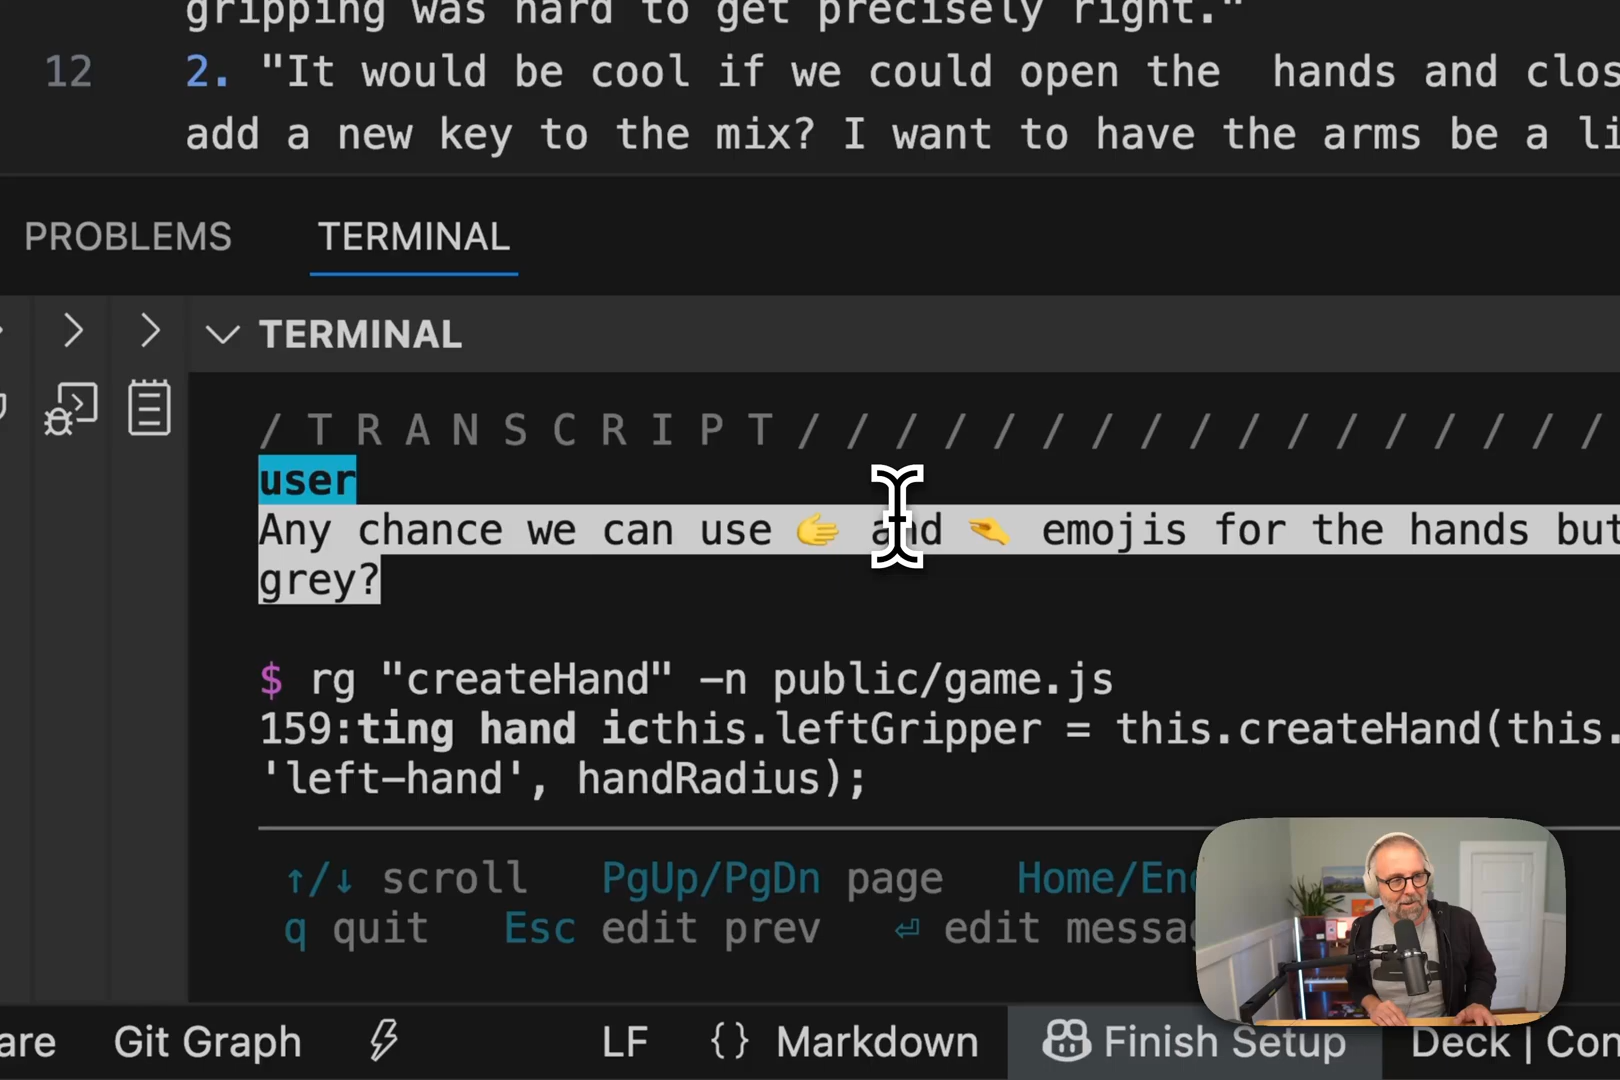 gripping was hard to get precisely right."
12 2. "It would be cool if we could open the  hands and clos
add a new key to the mix? I want to have the arms be a li
PROBLEMS TERMINAL
TERMINAL
/ T R A N S C R I P T / / / / / / / / / / / / / / / / /
user
Any chance we can use 🫱 and 🤏 emojis for the hands but
grey?
$ rg "createHand" -n public/game.js
159:ting hand icthis.leftGripper = this.createHand(this.
'left-hand', handRadius);
↑/↓ scroll PgUp/PgDn page Home/En
q quit Esc edit prev ⏎ edit messag
are Git Graph LF {} Markdown Finish Setup Deck | Con